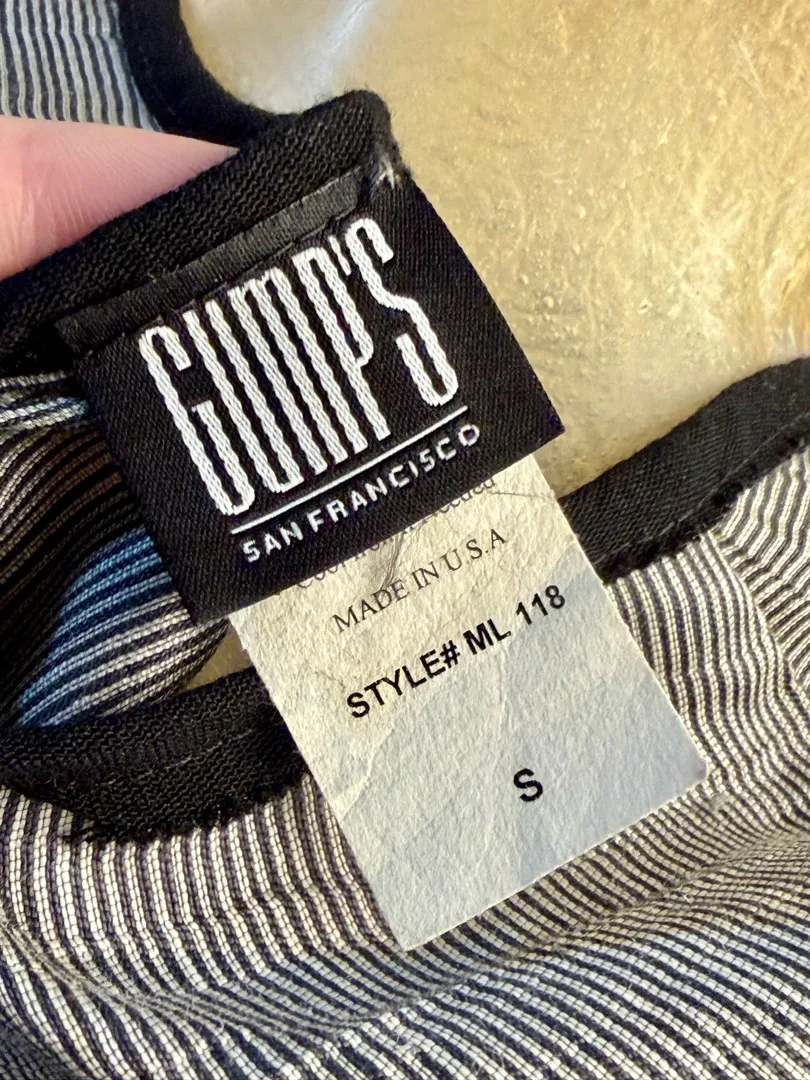 GUMP'S
SAN FRANCISCO
MADE IN U.S.A
STYLE# ML 118
S